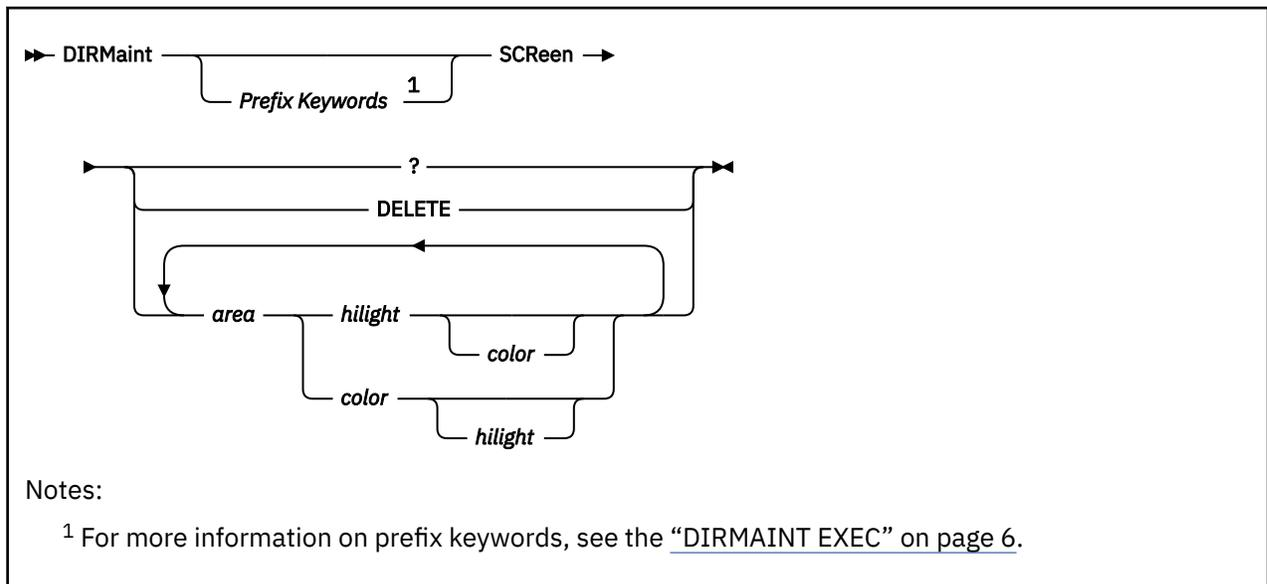 DIRMaint SCReen
Prefix Keywords 1
?
DELETE
area hilight
color
color
hilight
Notes:
1 For more information on prefix keywords, see the “DIRMAINT EXEC” on page 6.